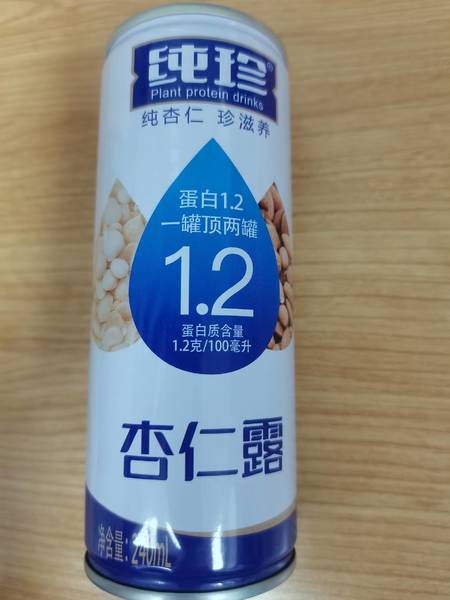 纯珍®
Plant protein drinks
纯杏仁 珍滋养
蛋白1.2
一罐顶两罐
1.2
蛋白质含量
1.2克/100毫升
杏仁露
净含量:240mL